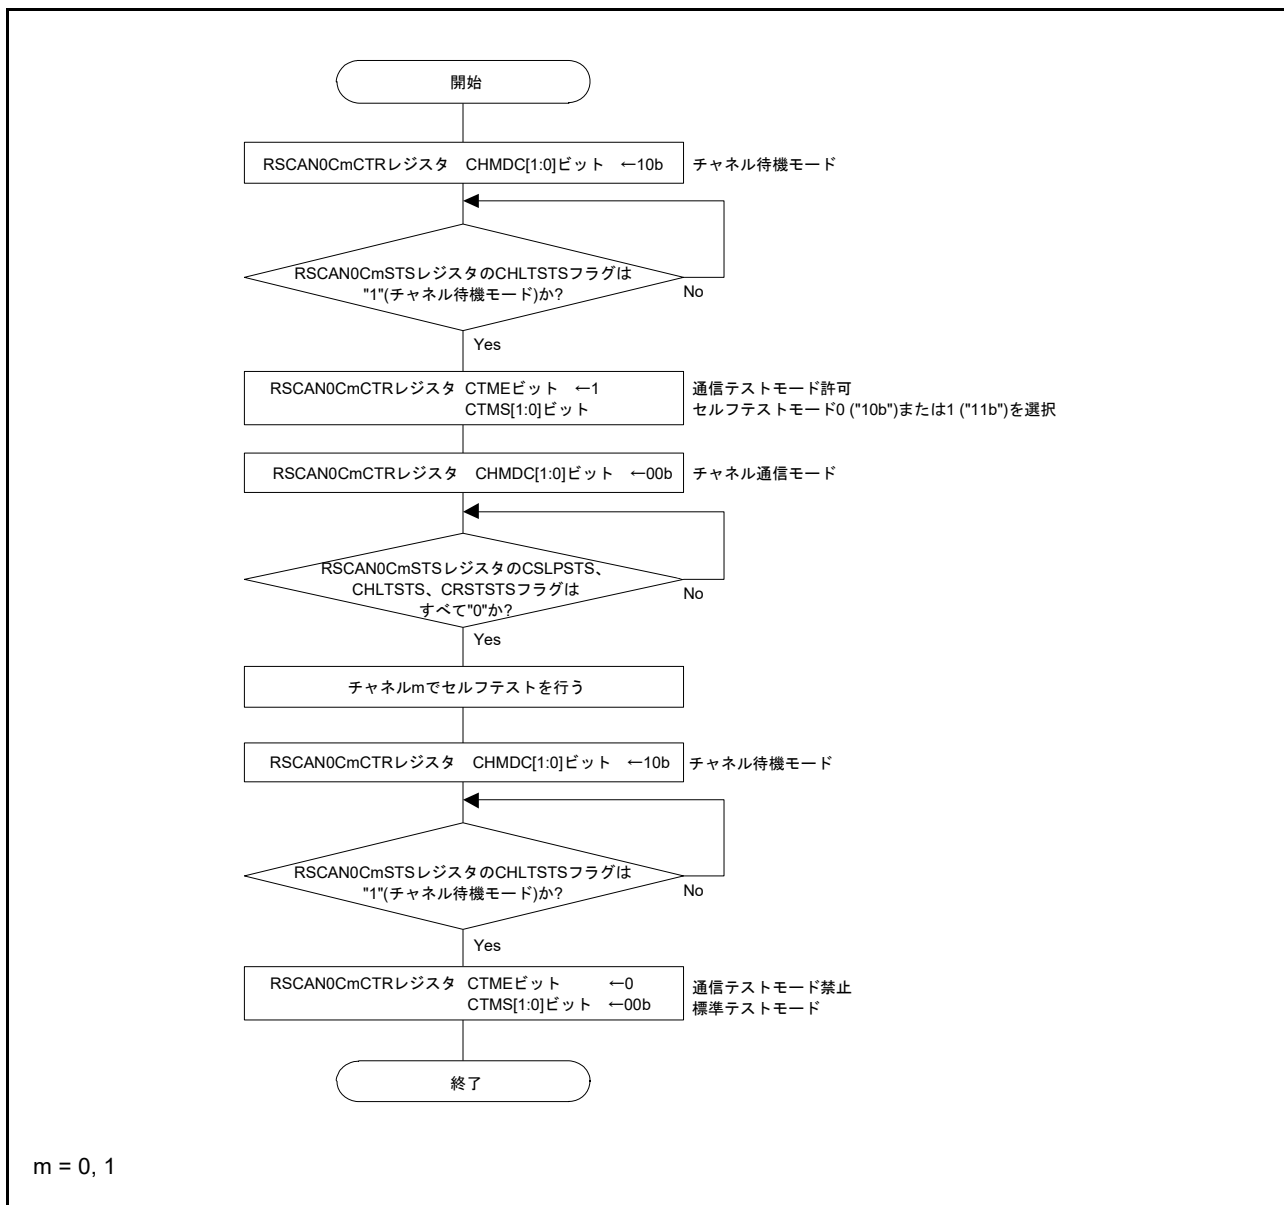 開始
RSCAN0CmCTRレジスタ CHMDC[1:0]ビット ←10b チャネル待機モード
RSCAN0CmSTSレジスタのCHLTSTSフラグは
"1"(チャネル待機モード)か?
No
Yes
RSCAN0CmCTRレジスタ CTMEビット ←1 通信テストモード許可
CTMS[1:0]ビット セルフテストモード0 ("10b")または1 ("11b")を選択
RSCAN0CmCTRレジスタ CHMDC[1:0]ビット ←00b チャネル通信モード
RSCAN0CmSTSレジスタのCSLPSTS、
CHLTSTS、CRSTSTSフラグは
すべて"0"か?
No
Yes
チャネルmでセルフテストを行う
RSCAN0CmCTRレジスタ CHMDC[1:0]ビット ←10b チャネル待機モード
RSCAN0CmSTSレジスタのCHLTSTSフラグは
"1"(チャネル待機モード)か?
No
Yes
RSCAN0CmCTRレジスタ CTMEビット ←0 通信テストモード禁止
CTMS[1:0]ビット ←00b 標準テストモード
終了
m = 0, 1